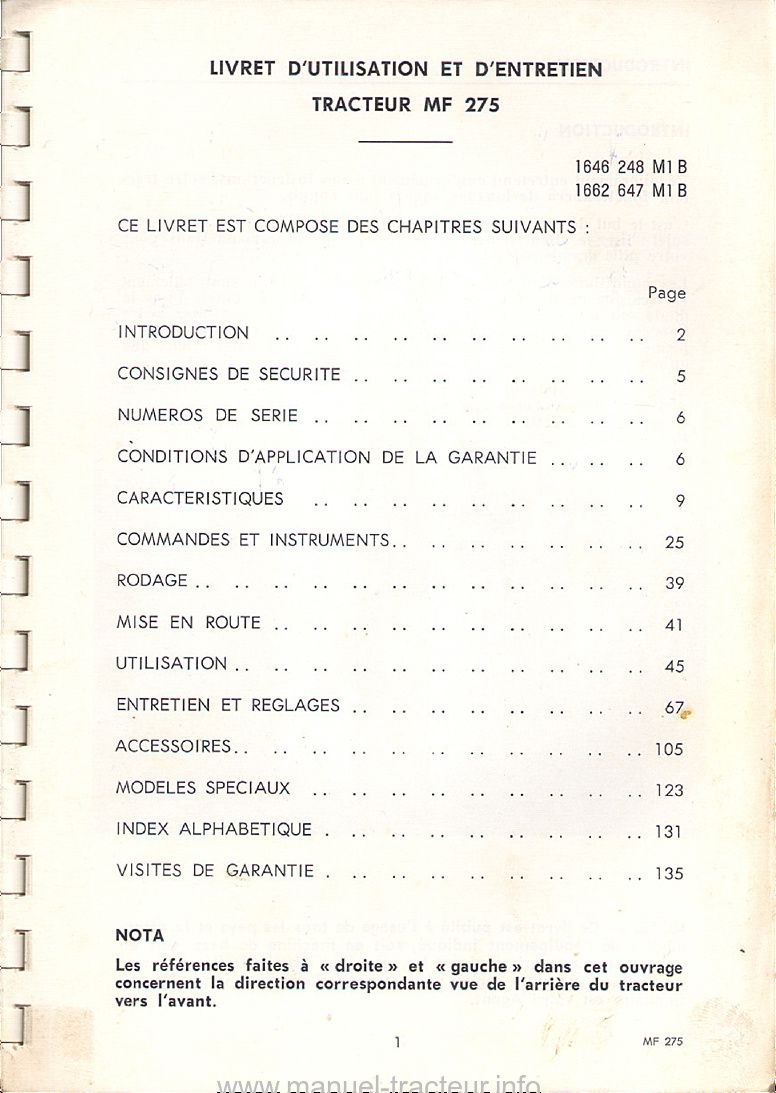 LIVRET D'UTILISATION ET D'ENTRETIEN
TRACTEUR MF 275
1646 248 M1 B
1662 647 M1 B
CE LIVRET EST COMPOSE DES CHAPITRES SUIVANTS :
Page
INTRODUCTION .. .. .. .. .. .. .. .. .. .. 2
CONSIGNES DE SECURITE .. .. .. .. .. .. .. .. 5
NUMEROS DE SERIE .. .. .. .. .. .. .. .. .. 6
CONDITIONS D'APPLICATION DE LA GARANTIE .. .. .. 6
CARACTERISTIQUES .. .. .. .. .. .. .. .. .. 9
COMMANDES ET INSTRUMENTS .. .. .. .. .. .. .. 25
RODAGE .. .. .. .. .. .. .. .. .. .. .. .. 39
MISE EN ROUTE .. .. .. .. .. .. .. .. .. .. 41
UTILISATION .. .. .. .. .. .. .. .. .. .. .. 45
ENTRETIEN ET REGLAGES .. .. .. .. .. .. .. .. 67
ACCESSOIRES .. .. .. .. .. .. .. .. .. .. .. 105
MODELES SPECIAUX .. .. .. .. .. .. .. .. .. 123
INDEX ALPHABETIQUE . .. .. .. .. .. .. .. .. 131
VISITES DE GARANTIE . .. .. .. .. .. .. .. .. 135
NOTA
Les références faites à « droite » et « gauche » dans cet ouvrage
concernent la direction correspondante vue de l'arrière du tracteur
vers l'avant.
1 MF 275
www.manuel-tracteur.info